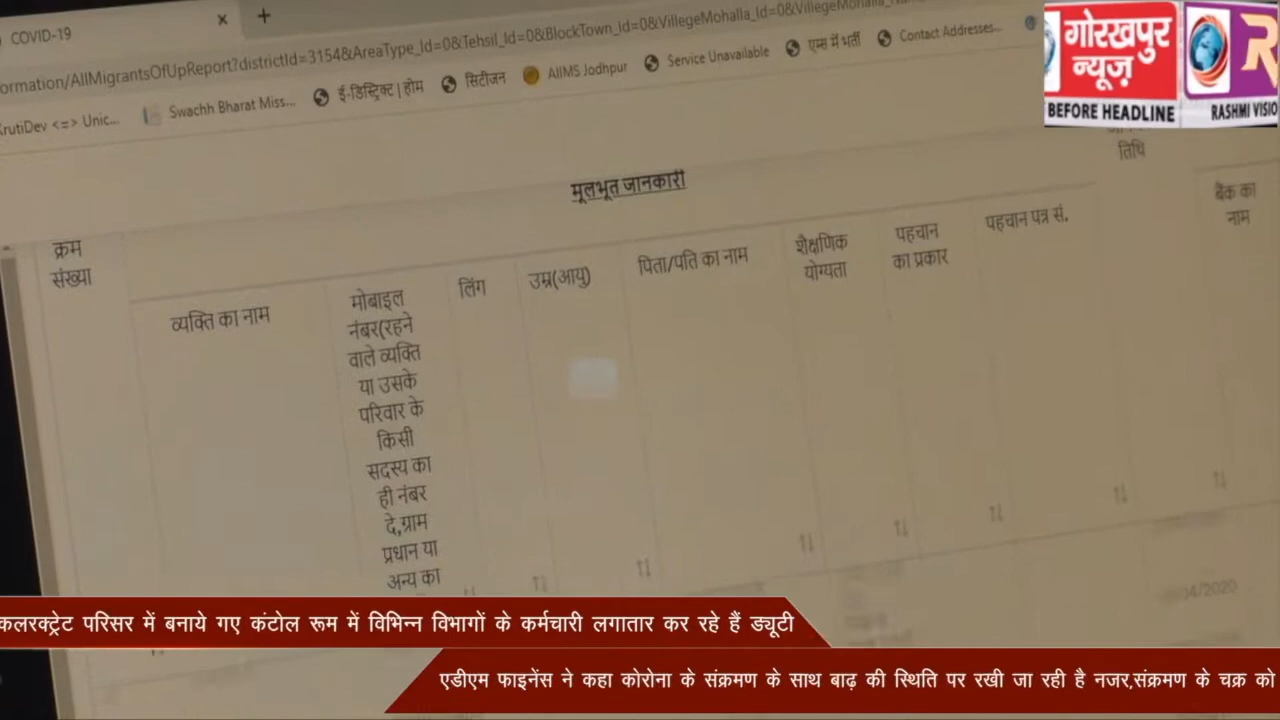 COVID-19
ormation/AllMigrantsOfUpReport?districtId=3154&AreaType_Id=0&Tehsil_Id=0&BlockTown_Id=0&VillegeMohalla_Id=0&VillegeMohalla_
KrutiDev <=> Unic...
Swachh Bharat Miss...
ई-डिस्ट्रिक्ट | होम
सिटीजन
AIIMS Jodhpur
Service Unavailable
एम्स में भर्ती
Contact Addresses...
गोरखपुर
न्यूज़
BEFORE HEADLINE
R
RASHMI VISIO
मूलभूत जानकारी
तिथि
क्रम
संख्या
व्यक्ति का नाम
मोबाइल
नंबर(रहने
वाले व्यक्ति
या उसके
परिवार के
किसी
सदस्य का
ही नंबर
दे,ग्राम
प्रधान या
अन्य का
लिंग
उम्र(आयु)
पिता/पति का नाम
शैक्षणिक
योग्यता
पहचान
का प्रकार
पहचान पत्र सं.
बैंक का
नाम
04/2020
कलरक्ट्रेट परिसर में बनाये गए कंटोल रूम में विभिन्न विभागों के कर्मचारी लगातार कर रहे हैं ड्यूटी
एडीएम फाइनेंस ने कहा कोरोना के संक्रमण के साथ बाढ़ की स्थिति पर रखी जा रही है नजर,संक्रमण के चक्र को